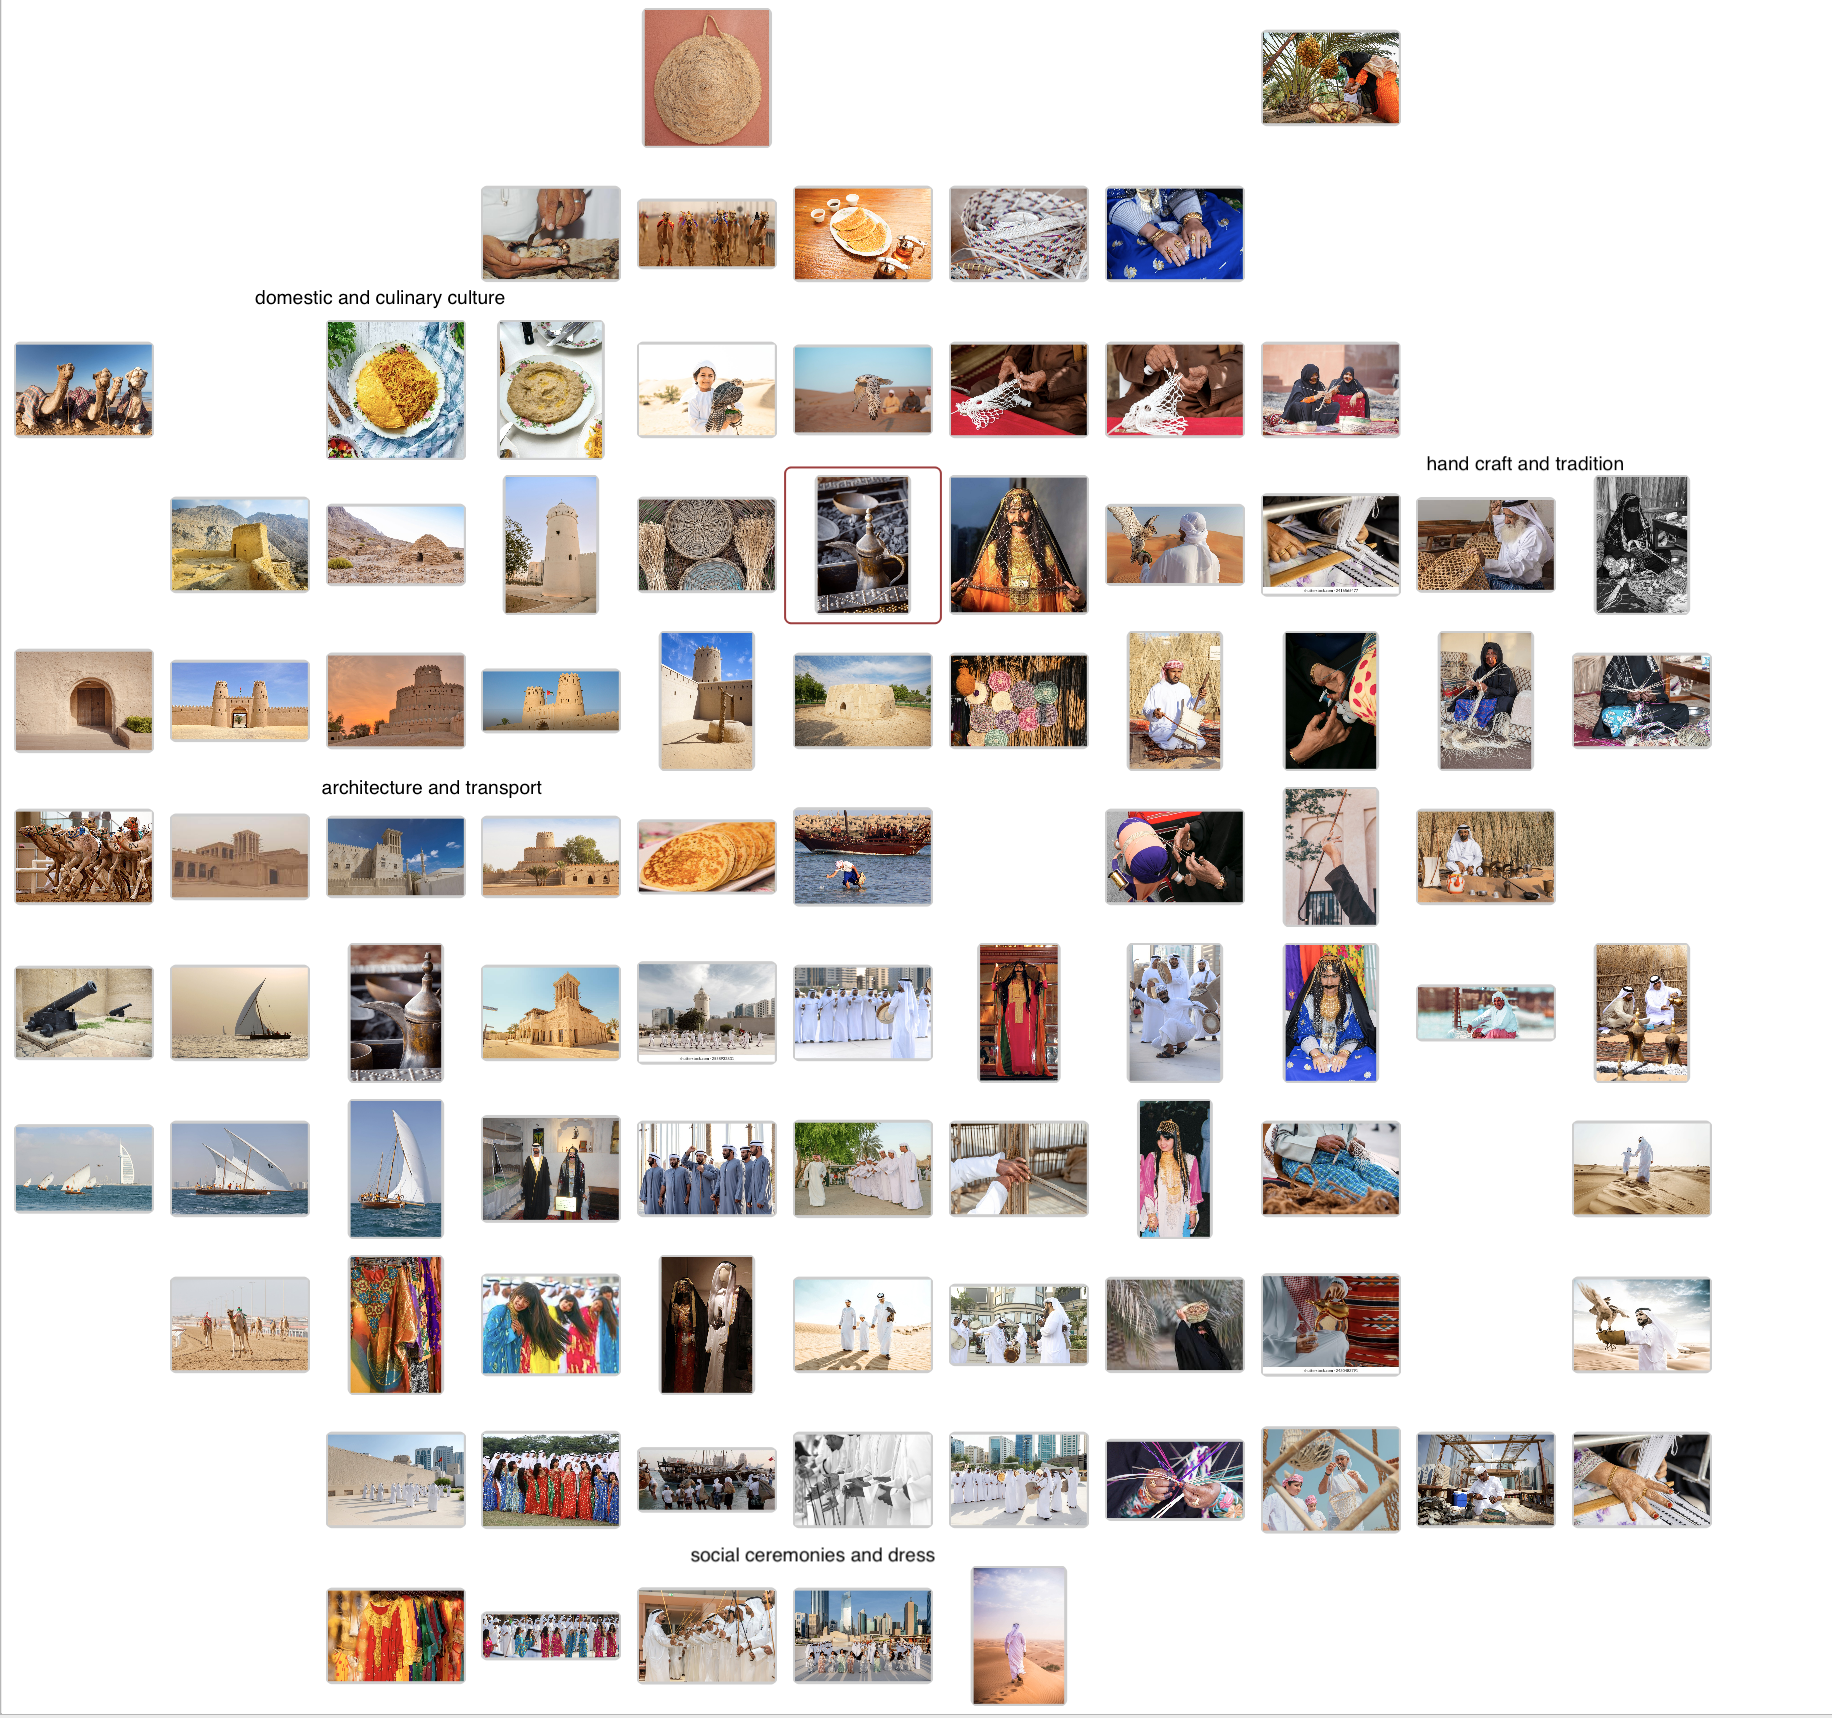 domestic and culinary culture
hand craft and tradition
architecture and transport
social ceremonies and dress